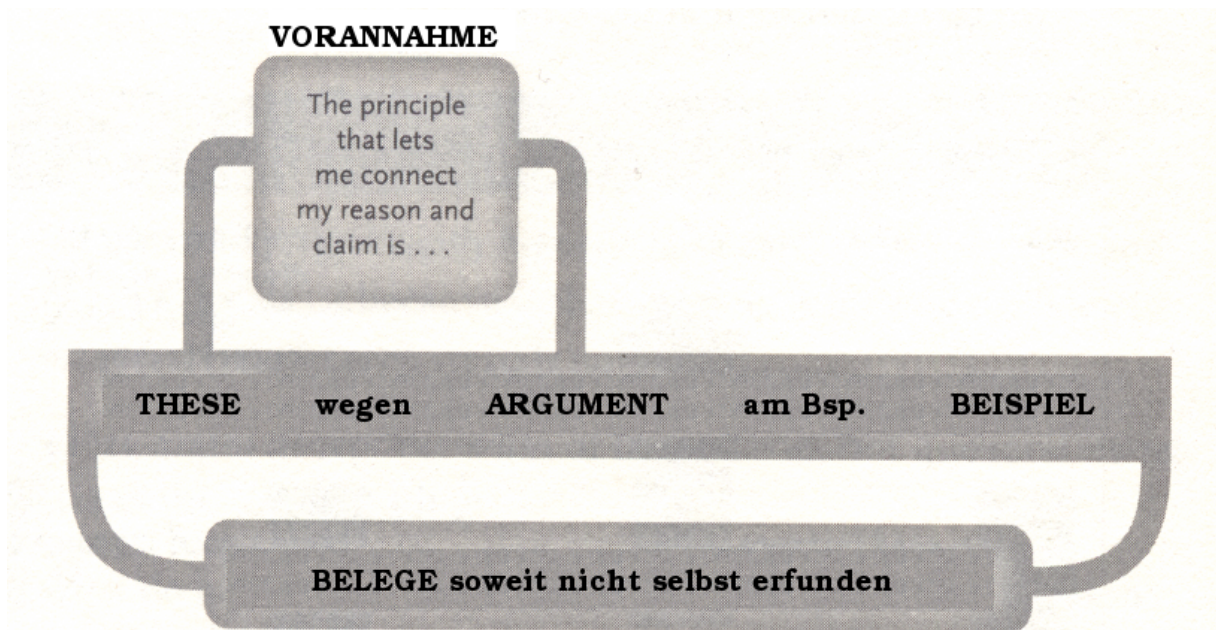 VORANNAHME
The principle
that lets
me connect
my reason and
claim is . . .
THESE wegen ARGUMENT am Bsp. BEISPIEL
BELEGE soweit nicht selbst erfunden